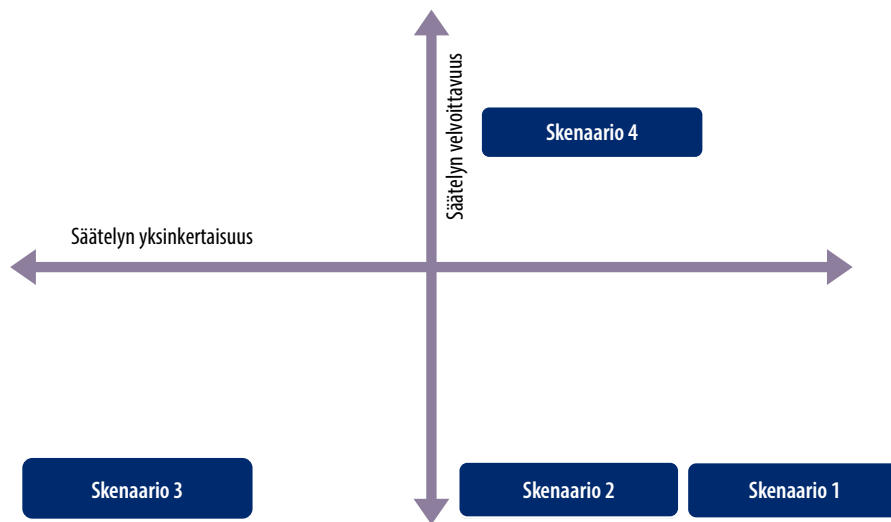 Säätelyn velvoittavuus
Skenaario 4
Säätelyn yksinkertaisuus
Skenaario 3
Skenaario 2
Skenaario 1